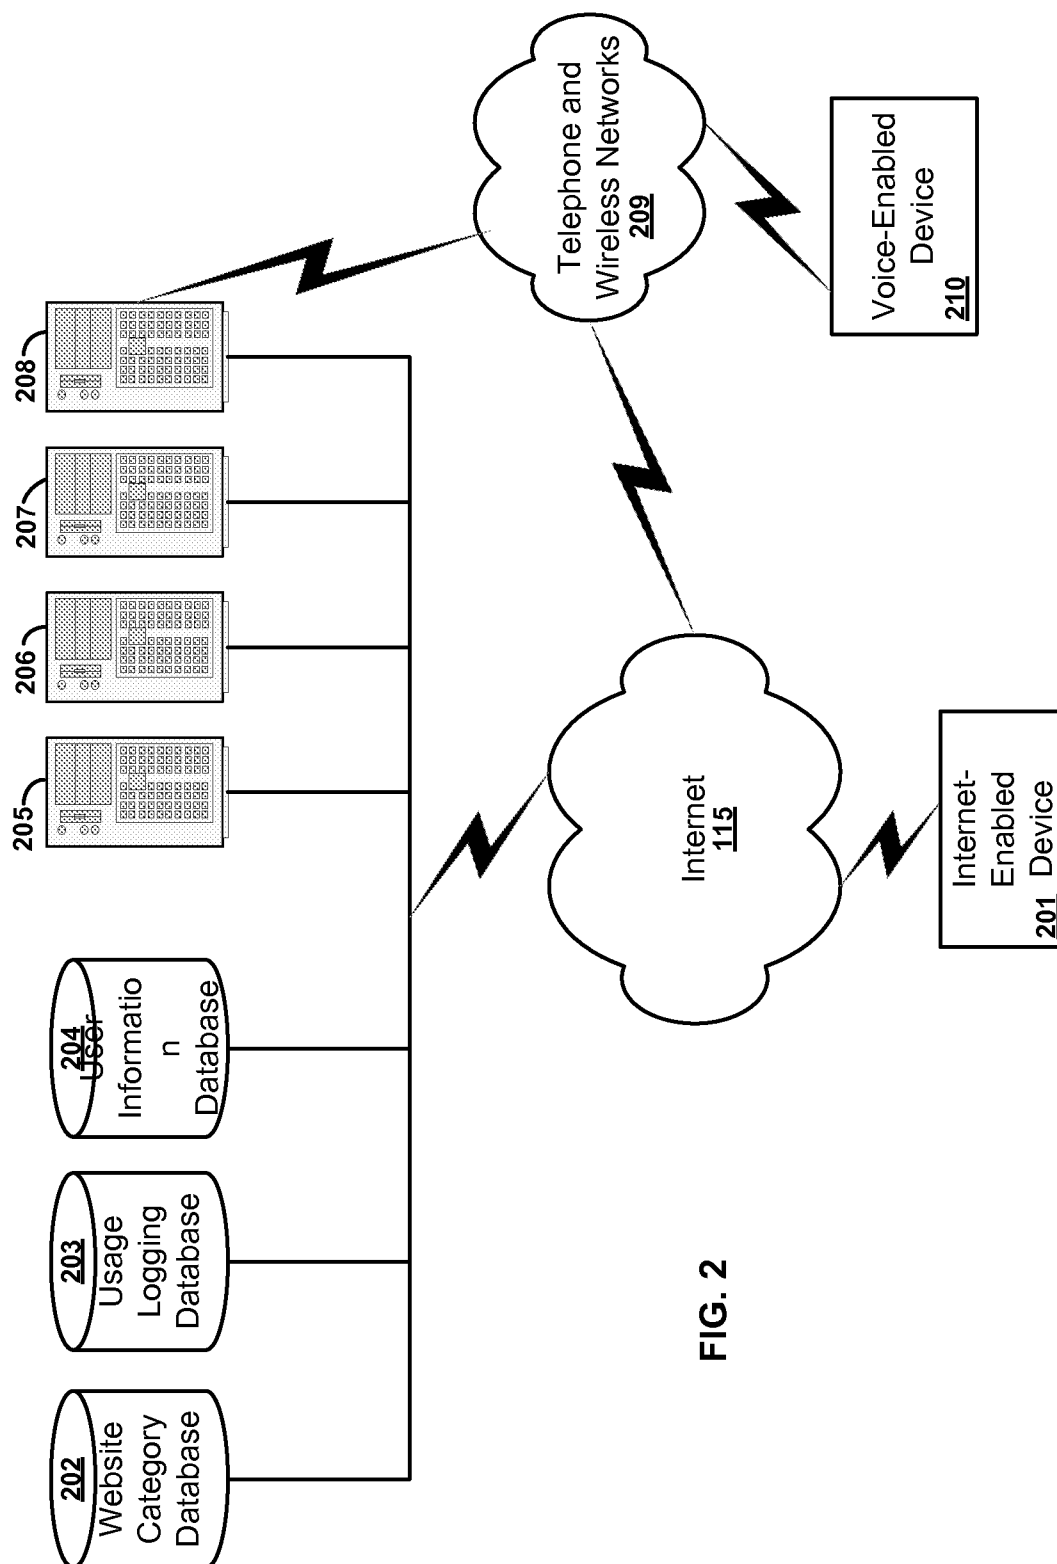 202
Website
Category
Database
203
Usage
Logging
Database
204
User
Informatio
n
Database
205
206
207
208
Internet
115
Telephone and
Wireless Networks
209
Internet-
Enabled
201 Device
Voice-Enabled
Device
210
FIG. 2